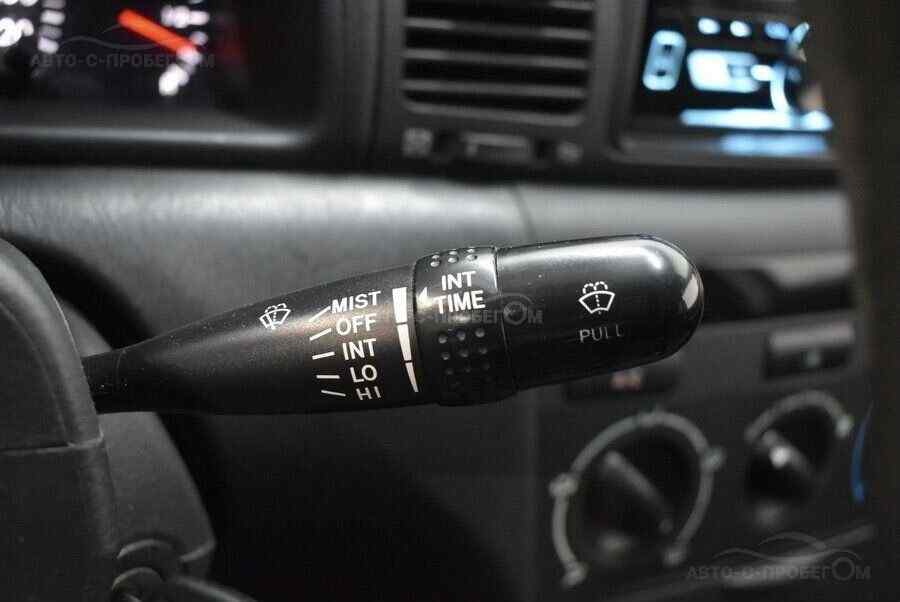 АВТО-С-ПРОБЕГОМ
MIST
OFF
INT
LO
HI
INT
TIME
PULL
АВТО-С-ПРОБЕГОМ